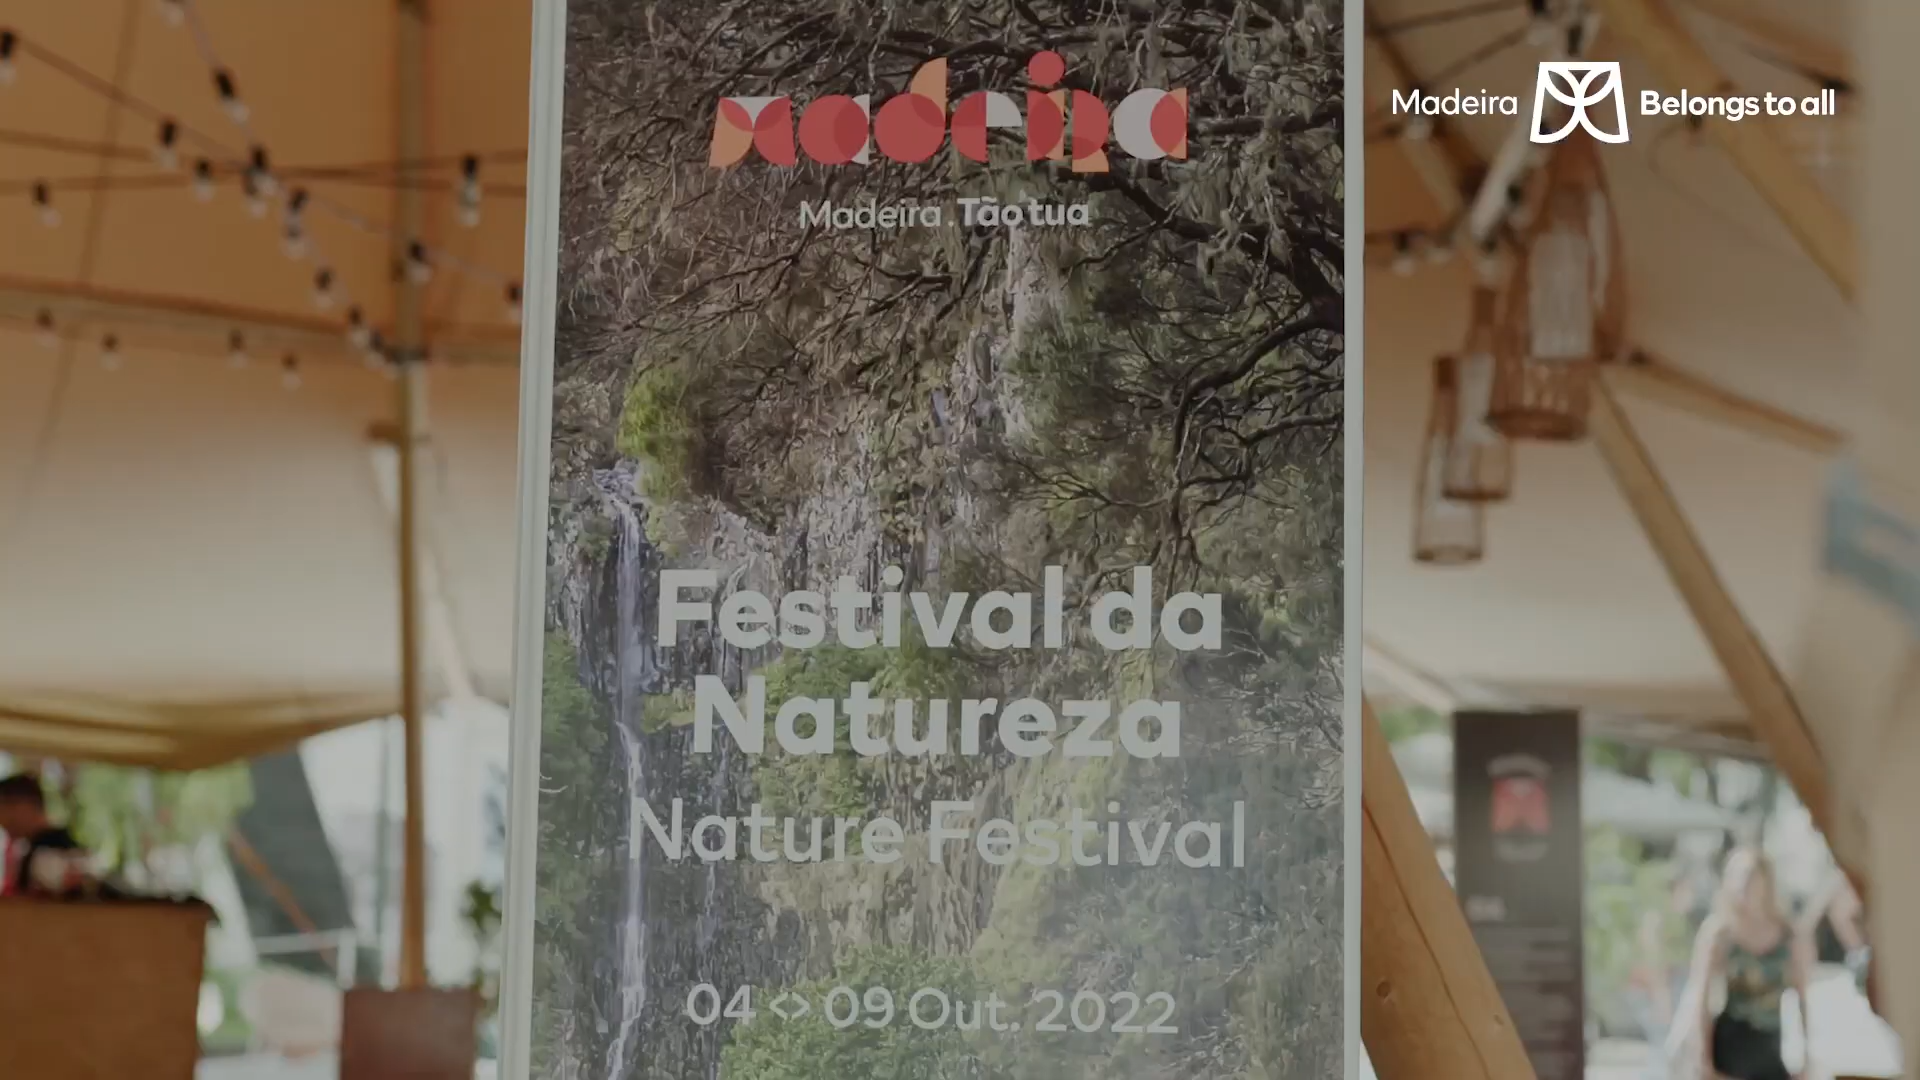 madeira
Madeira. Tão tua
Madeira Belongs to all
Festival da
Natureza
Nature Festival
04 <> 09 Out. 2022